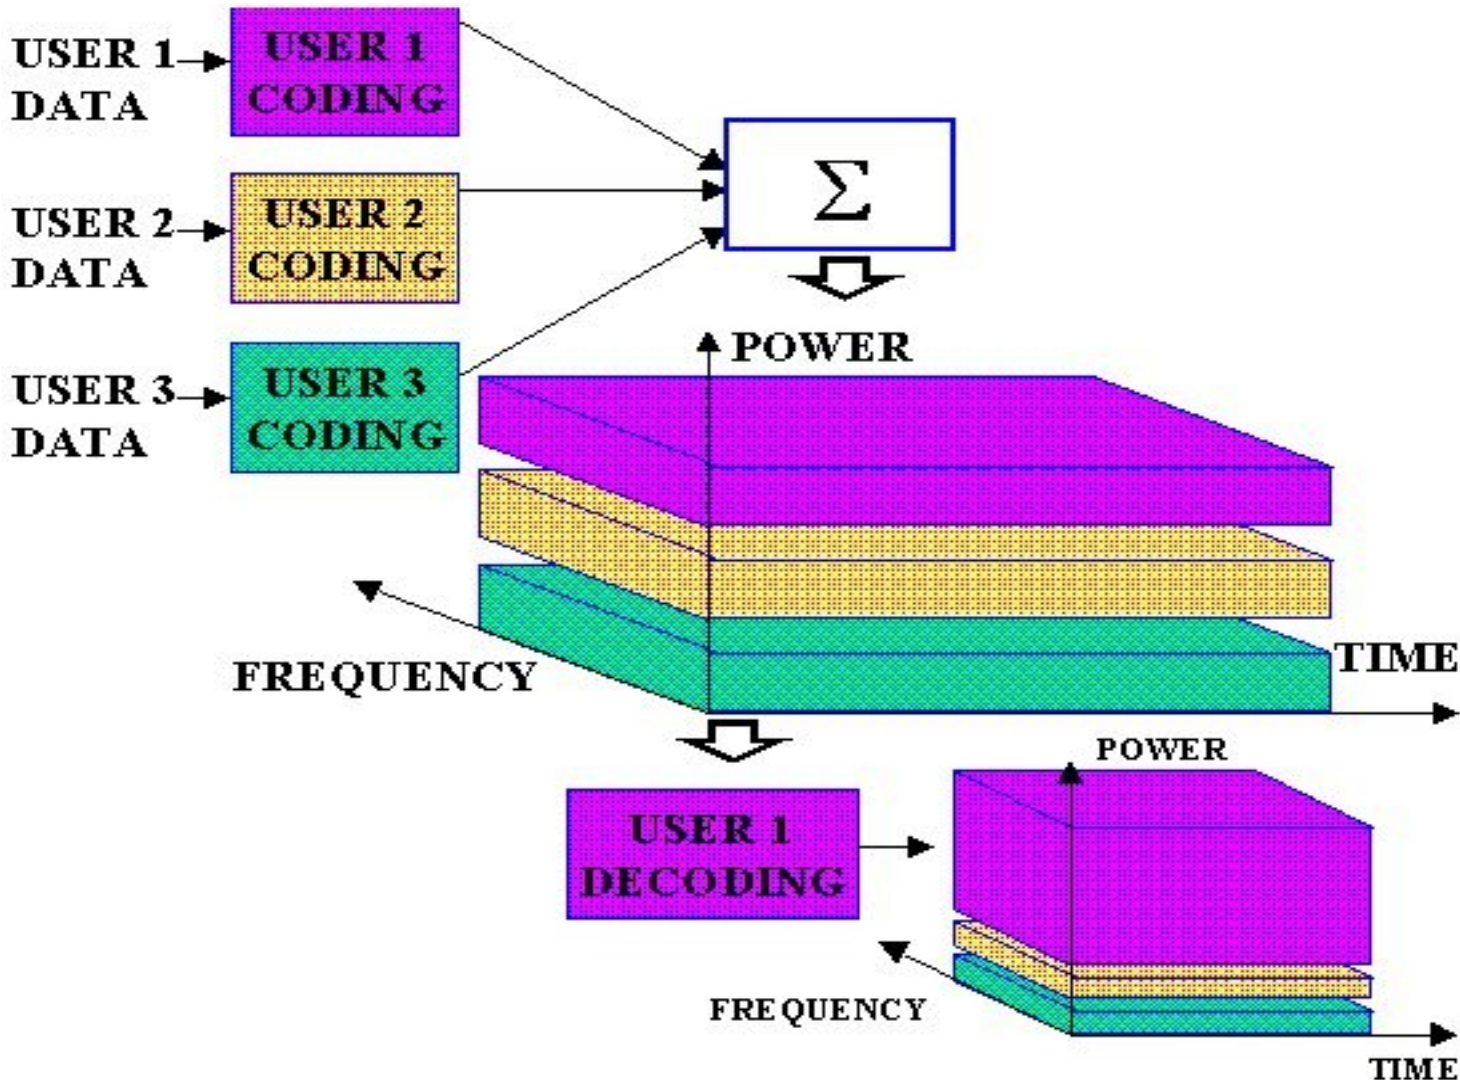 USER 1
DATA
USER 1
CODING
USER 2
DATA
USER 2
CODING
Σ
USER 3
DATA
USER 3
CODING
POWER
FREQUENCY
TIME
POWER
USER 1
DECODING
FREQUENCY
TIME